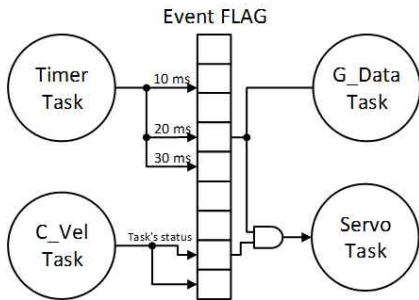 Event FLAG
Timer
Task
10 ms
20 ms
30 ms
G_Data
Task
C_Vel
Task
Task's status
Servo
Task